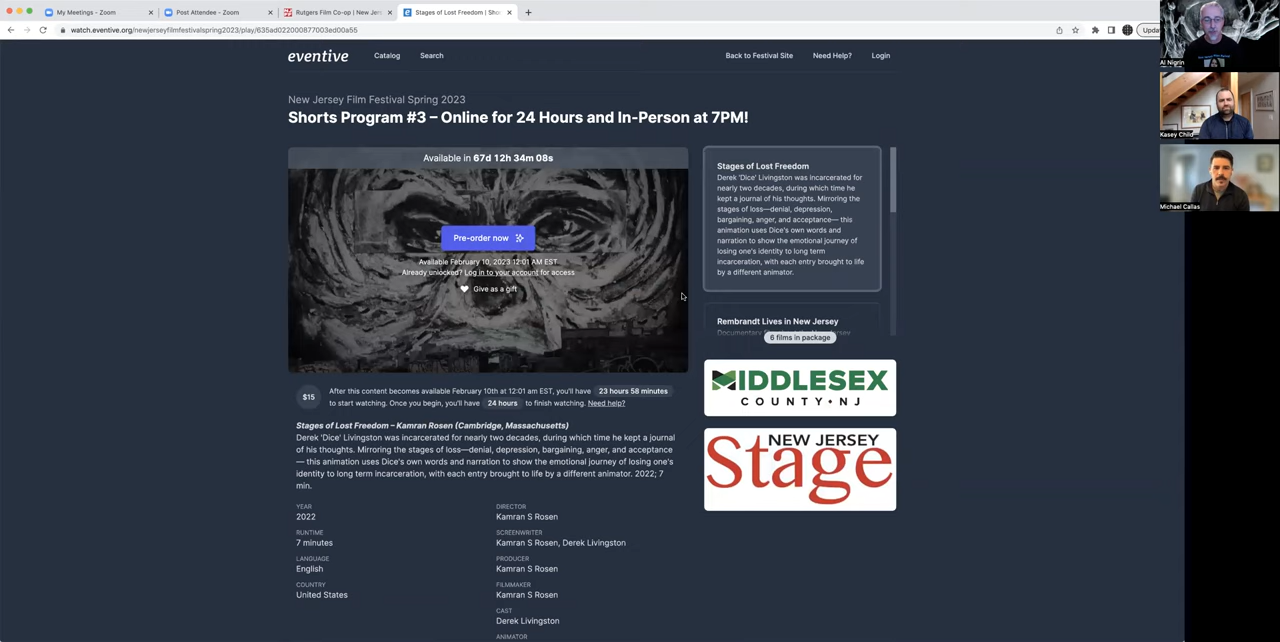 My Meetings - Zoom
Post Attendee - Zoom
Rutgers Film Co-op | New Jer
Stages of Lost Freedom | Sho
watch.eventive.org/newjerseyfilmfestivalspring2023/play/635ad022000877003ed00a55
Upda
eventive
Catalog
Search
Back to Festival Site
Need Help?
Login
Al Nigrin
Kasey Child
Michael Callas
New Jersey Film Festival Spring 2023
Shorts Program #3 – Online for 24 Hours and In-Person at 7PM!
Available in 67d 12h 34m 08s
Pre-order now
Available February 10, 2023 12:01 AM EST
Already unlocked? Log in to your account for access
Give as a gift
Stages of Lost Freedom
Derek 'Dice' Livingston was incarcerated for
nearly two decades, during which time he
kept a journal of his thoughts. Mirroring the
stages of loss—denial, depression,
bargaining, anger, and acceptance— this
animation uses Dice's own words and
narration to show the emotional journey of
losing one's identity to long term
incarceration, with each entry brought to life
by a different animator.
Rembrandt Lives in New Jersey
6 films in package
MIDDLESEX
COUNTY • NJ
NEW JERSEY
Stage
$15
After this content becomes available February 10th at 12:01 am EST, you'll have 23 hours 58 minutes
to start watching. Once you begin, you'll have 24 hours to finish watching. Need help?
Stages of Lost Freedom – Kamran Rosen (Cambridge, Massachusetts)
Derek 'Dice' Livingston was incarcerated for nearly two decades, during which time he kept a journal
of his thoughts. Mirroring the stages of loss—denial, depression, bargaining, anger, and acceptance
— this animation uses Dice's own words and narration to show the emotional journey of losing one's
identity to long term incarceration, with each entry brought to life by a different animator. 2022; 7
min.
YEAR
2022
RUNTIME
7 minutes
LANGUAGE
English
COUNTRY
United States
DIRECTOR
Kamran S Rosen
SCREENWRITER
Kamran S Rosen, Derek Livingston
PRODUCER
Kamran S Rosen
FILMMAKER
Kamran S Rosen
CAST
Derek Livingston
ANIMATOR